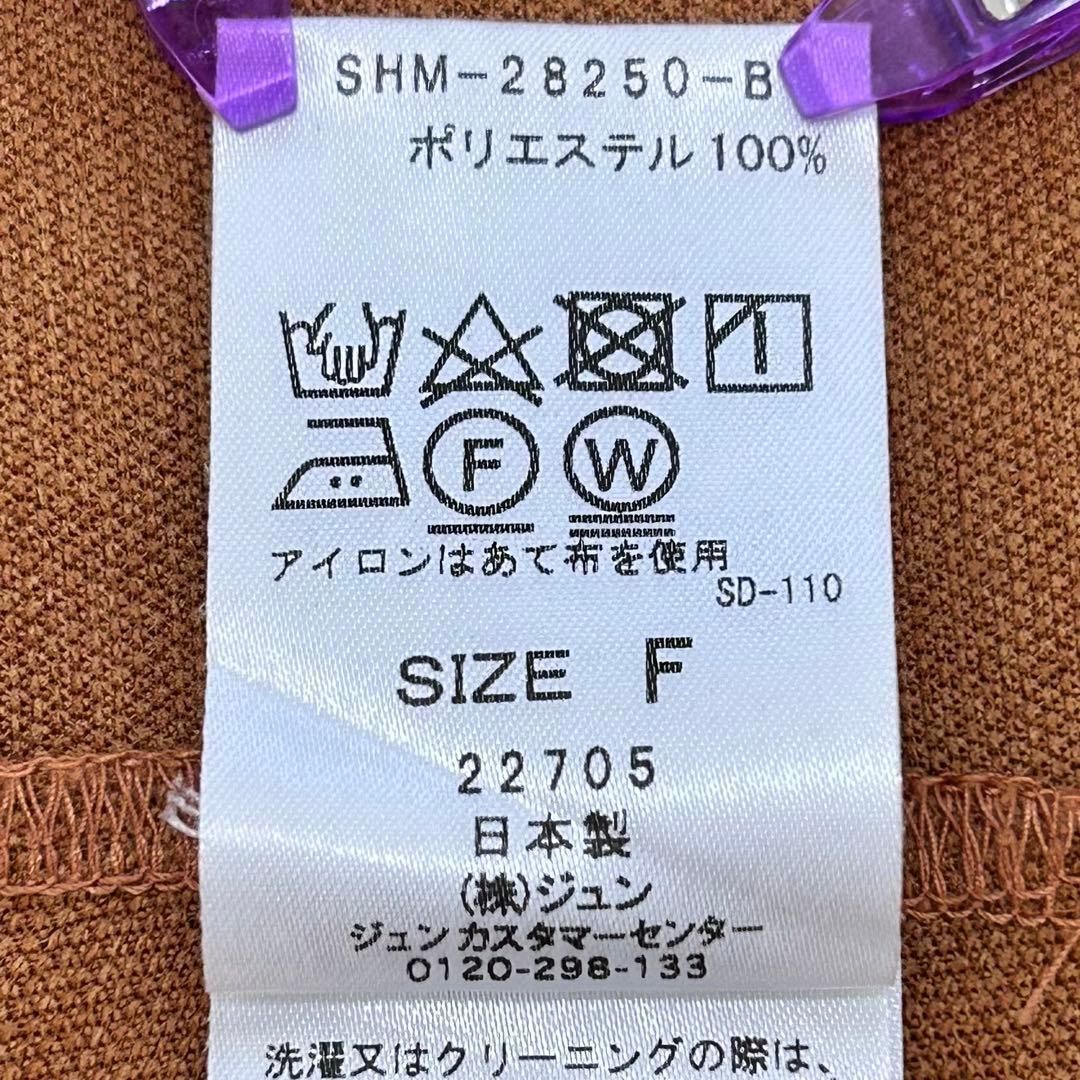 SHM-28250-B
ポリエステル100%
F W
アイロンはあて布を使用
SD-110
SIZE F
22705
日本製
(株)ジュン
ジュンカスタマーセンター
0120-298-133
洗濯又はクリーニングの際は、